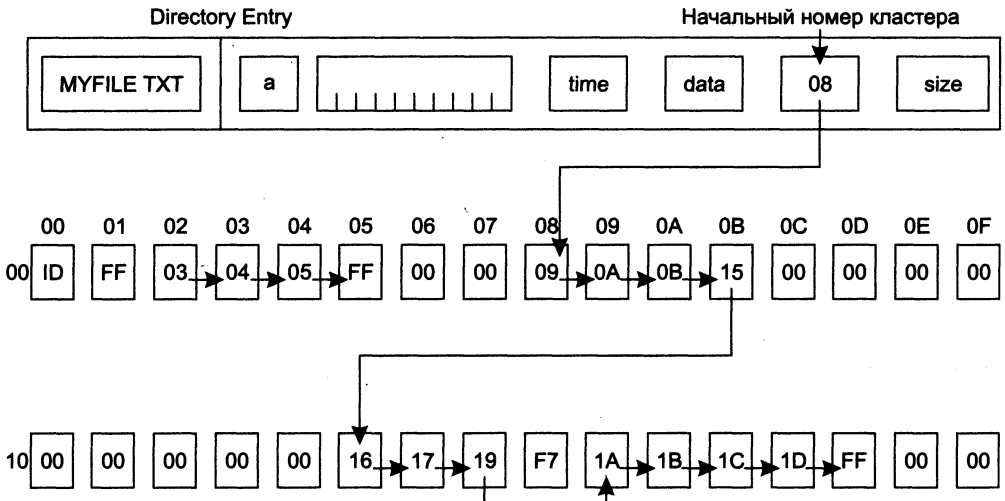 Directory Entry Начальный номер кластера
MYFILE TXT a time data 08 size
00 01 02 03 04 05 06 07 08 09 0A 0B 0C 0D 0E 0F
00 ID FF 03 04 05 FF 00 00 09 0A 0B 15 00 00 00 00
10 00 00 00 00 00 16 17 19 F7 1A 1B 1C 1D FF 00 00